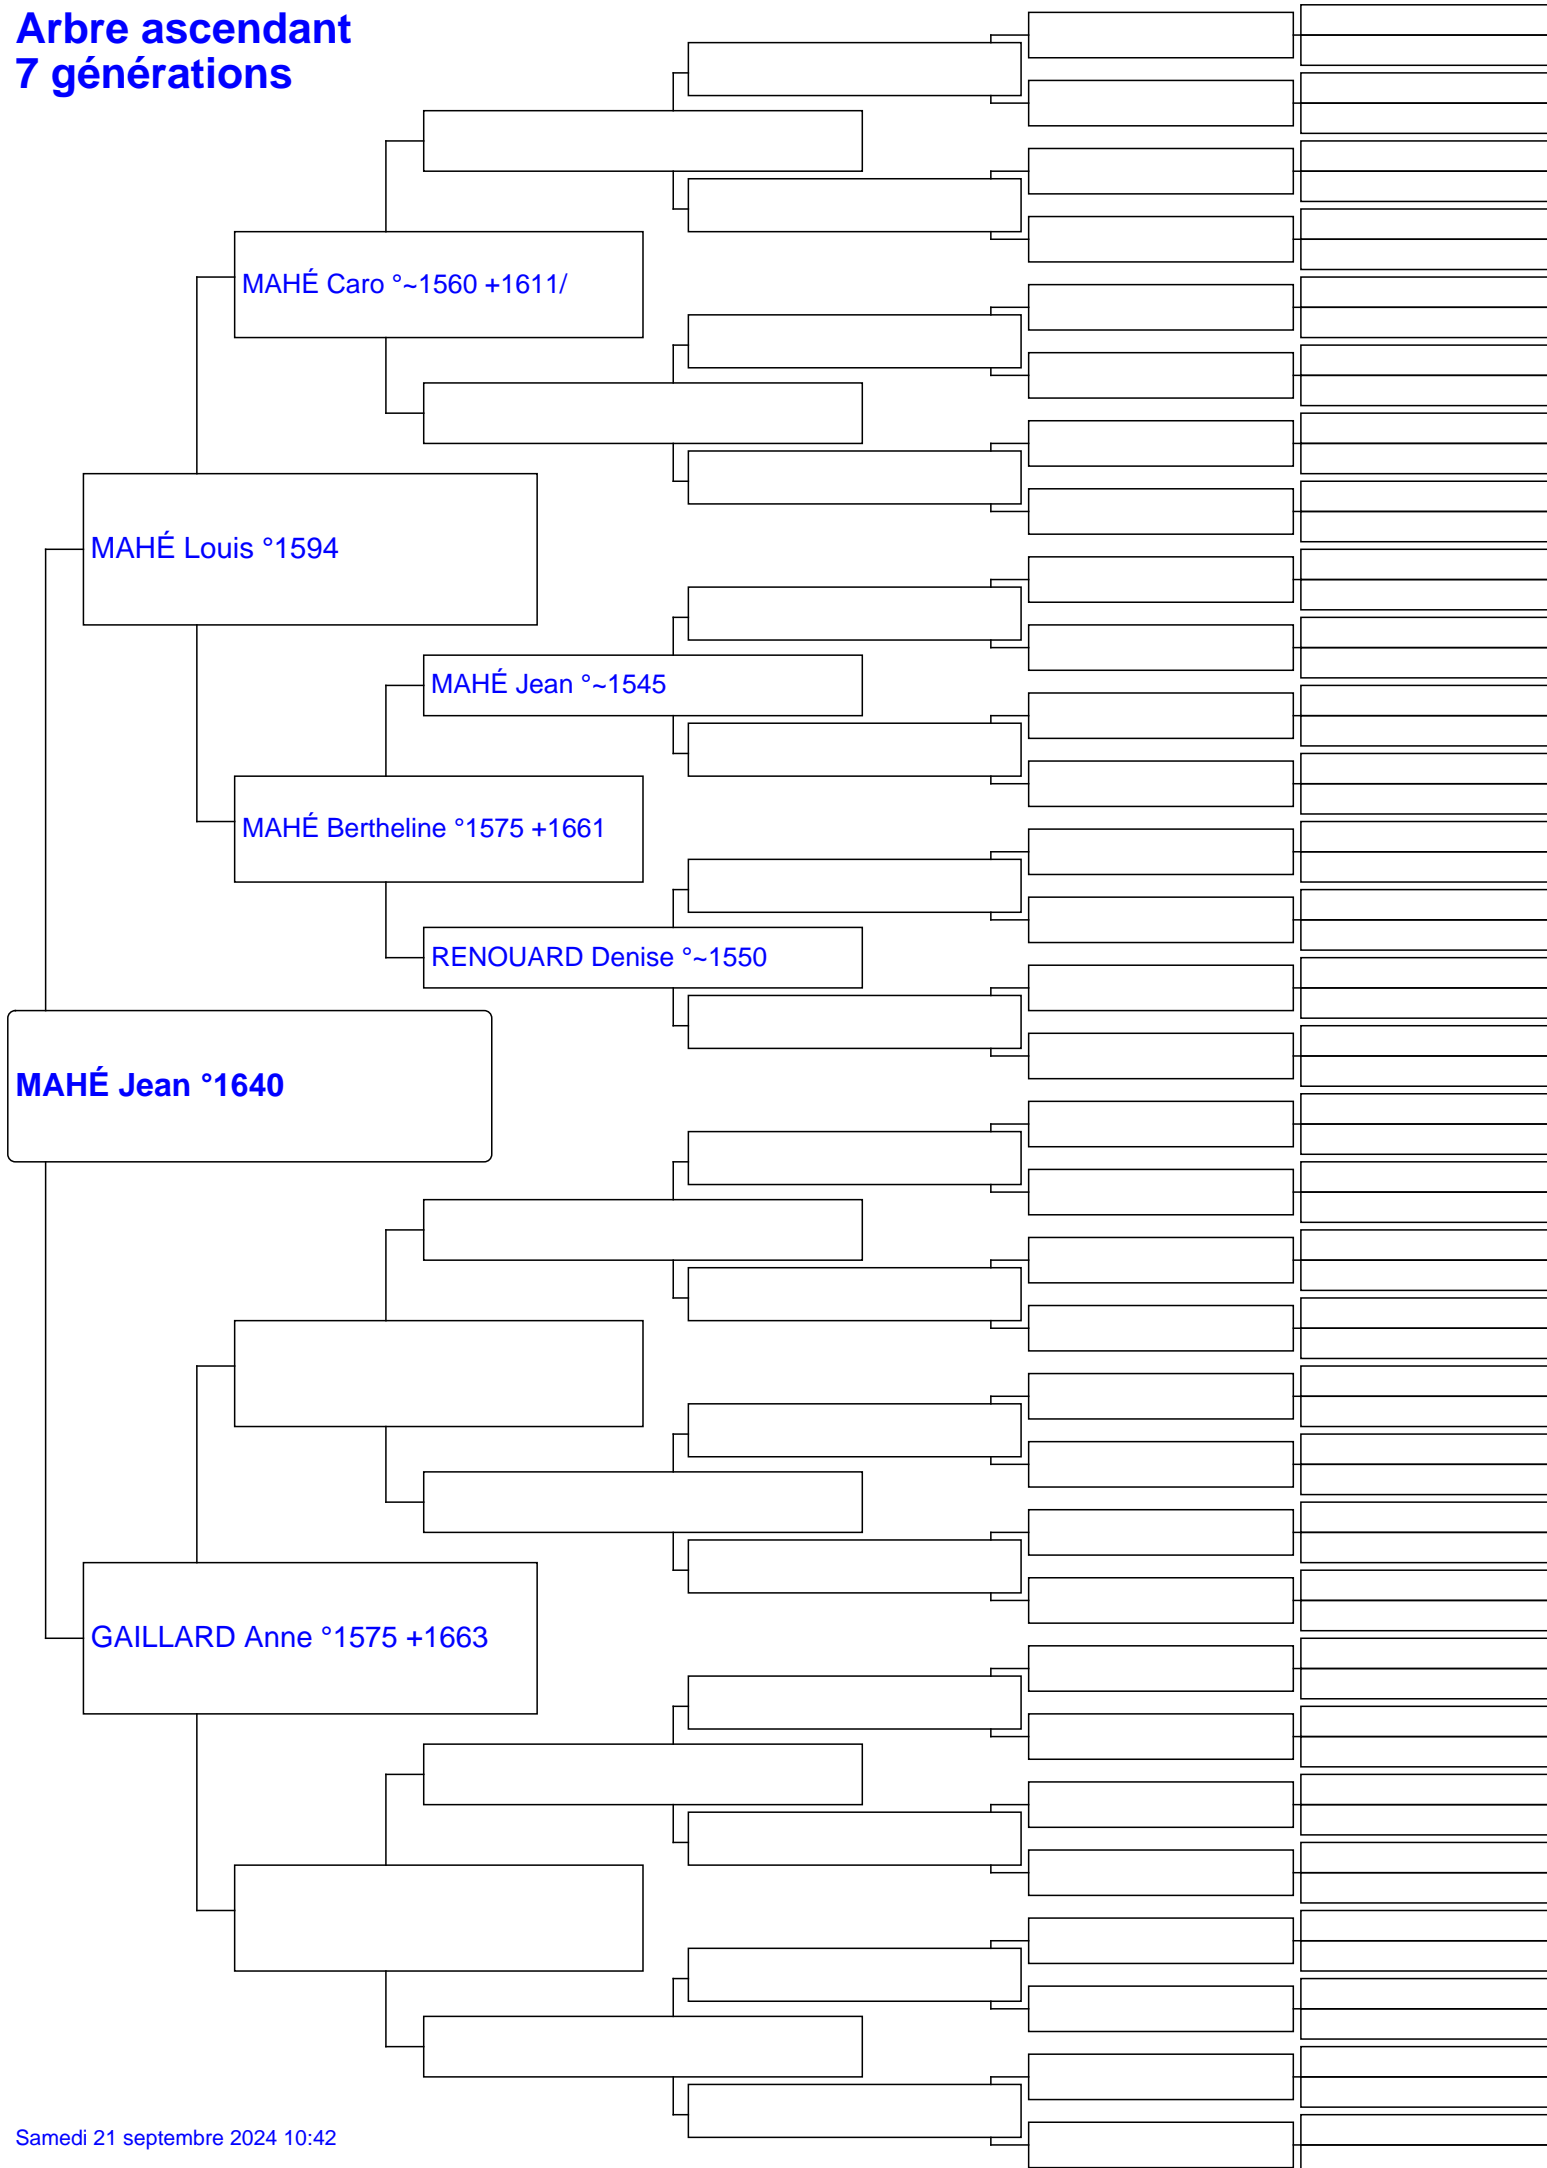 Arbre ascendant
7 générations
MAHÉ Caro °~1560 +1611/
MAHÉ Louis °1594
MAHÉ Jean °~1545
MAHÉ Bertheline °1575 +1661
RENOUARD Denise °~1550
MAHÉ Jean °1640
GAILLARD Anne °1575 +1663
Samedi 21 septembre 2024 10:42